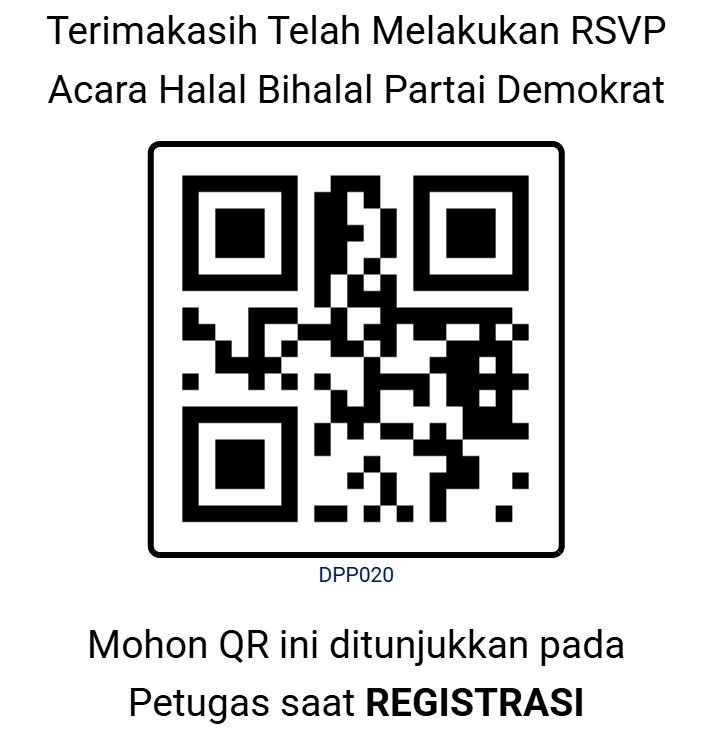 Terimakasih Telah Melakukan RSVP
Acara Halal Bihalal Partai Demokrat
DPP020
Mohon QR ini ditunjukkan pada
Petugas saat REGISTRASI